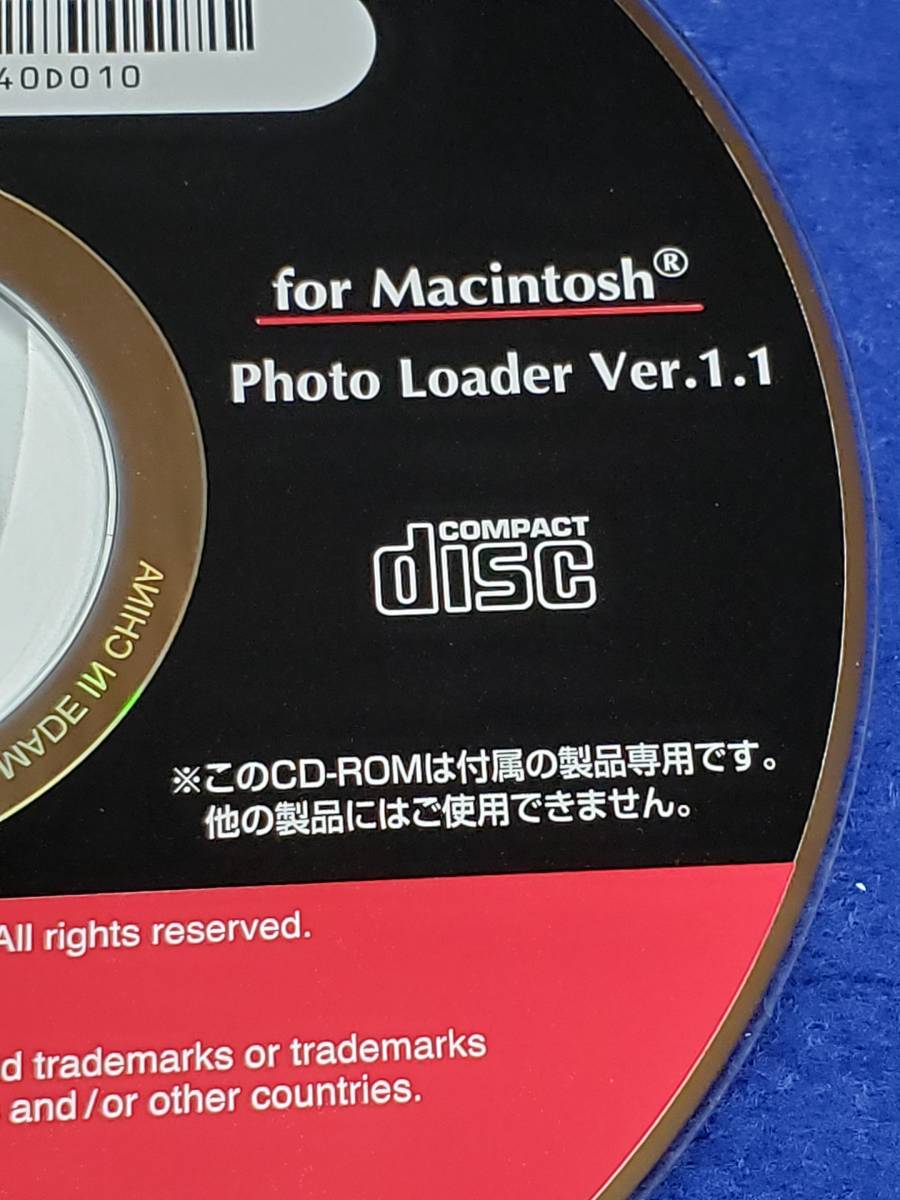 40D010
for Macintosh®
Photo Loader Ver.1.1
COMPACT
disc
MADE IN CHINA
※このCD-ROMは付属の製品専用です。
他の製品にはご使用できません。
All rights reserved.
d trademarks or trademarks
and/or other countries.